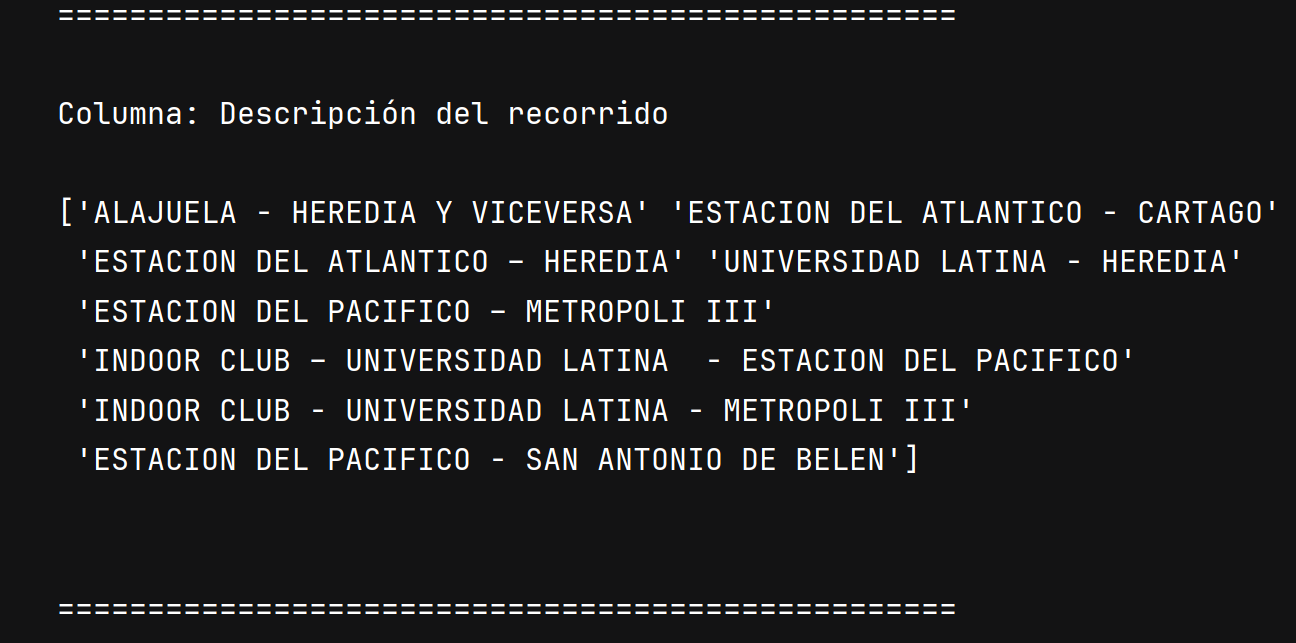 ==================================================
Columna: Descripción del recorrido
['ALAJUELA - HEREDIA Y VICEVERSA' 'ESTACION DEL ATLANTICO - CARTAGO'
 'ESTACION DEL ATLANTICO – HEREDIA' 'UNIVERSIDAD LATINA - HEREDIA'
 'ESTACION DEL PACIFICO – METROPOLI III'
 'INDOOR CLUB – UNIVERSIDAD LATINA  - ESTACION DEL PACIFICO'
 'INDOOR CLUB - UNIVERSIDAD LATINA - METROPOLI III'
 'ESTACION DEL PACIFICO - SAN ANTONIO DE BELEN']
==================================================